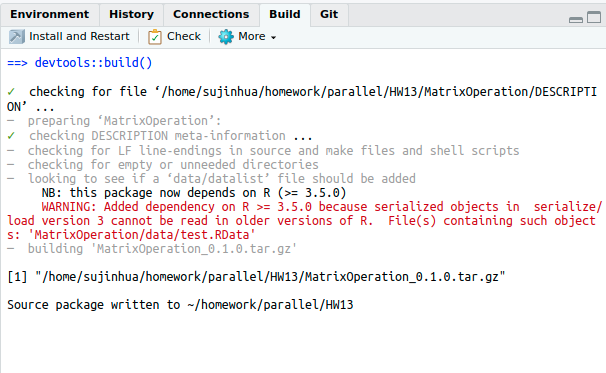 Environment History Connections Build Git
Install and Restart Check More
==> devtools::build()
✓ checking for file ‘/home/sujinhua/homework/parallel/HW13/MatrixOperation/DESCRIPTI
ON’ ...
─ preparing ‘MatrixOperation’:
✓ checking DESCRIPTION meta-information ...
─ checking for LF line-endings in source and make files and shell scripts
─ checking for empty or unneeded directories
─ looking to see if a ‘data/datalist’ file should be added
NB: this package now depends on R (>= 3.5.0)
WARNING: Added dependency on R >= 3.5.0 because serialized objects in serialize/
load version 3 cannot be read in older versions of R. File(s) containing such object
s: 'MatrixOperation/data/test.RData'
─ building 'MatrixOperation_0.1.0.tar.gz'
[1] "/home/sujinhua/homework/parallel/HW13/MatrixOperation_0.1.0.tar.gz"
Source package written to ~/homework/parallel/HW13